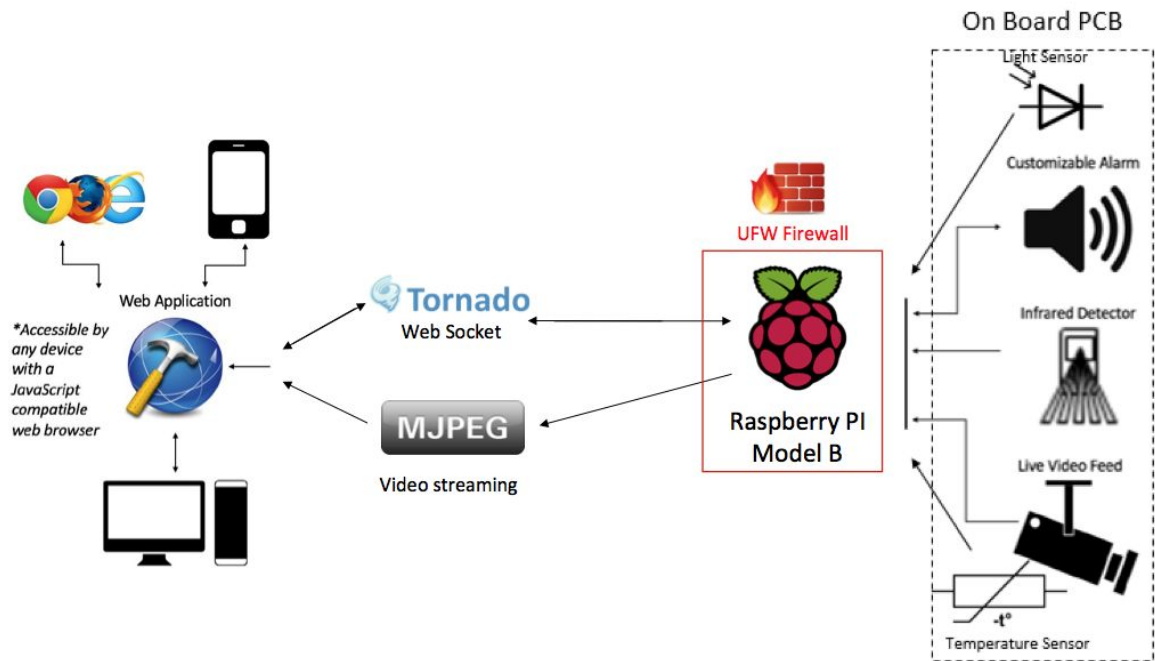 On Board PCB
Light Sensor
Customizable Alarm
UFW Firewall
Web Application
Tornado
Web Socket
*Accessible by
any device
with a
JavaScript
compatible
web browser
Infrared Detector
MJPEG
Raspberry PI
Model B
Video streaming
Live Video Feed
-t°
Temperature Sensor